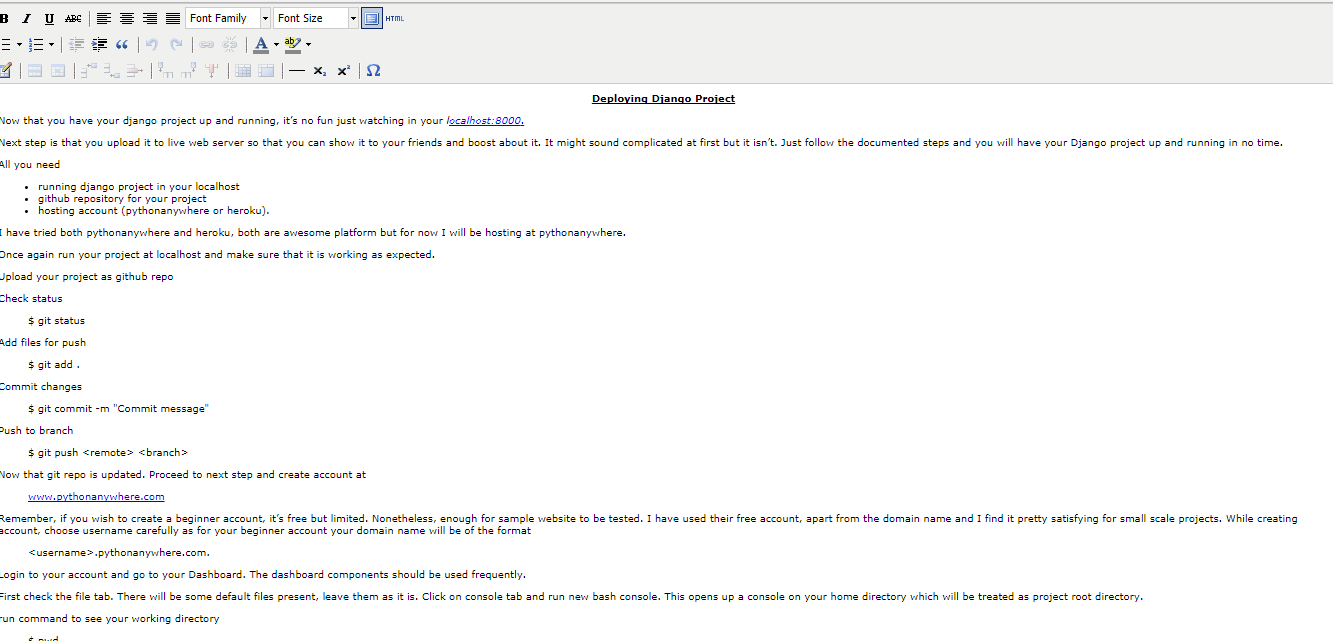 B I U ABC Font Family Font Size HTML
A ab
x₂ x² Ω
Deploying Django Project
Now that you have your django project up and running, it's no fun just watching in your localhost:8000.
Next step is that you upload it to live web server so that you can show it to your friends and boost about it. It might sound complicated at first but it isn't. Just follow the documented steps and you will have your Django project up and running in no time.
All you need
• running django project in your localhost
• github repository for your project
• hosting account (pythonanywhere or heroku).
I have tried both pythonanywhere and heroku, both are awesome platform but for now I will be hosting at pythonanywhere.
Once again run your project at localhost and make sure that it is working as expected.
Upload your project as github repo
Check status
$ git status
Add files for push
$ git add .
Commit changes
$ git commit -m "Commit message"
Push to branch
$ git push <remote> <branch>
Now that git repo is updated. Proceed to next step and create account at
www.pythonanywhere.com
Remember, if you wish to create a beginner account, it's free but limited. Nonetheless, enough for sample website to be tested. I have used their free account, apart from the domain name and I find it pretty satisfying for small scale projects. While creating
account, choose username carefully as for your beginner account your domain name will be of the format
<username>.pythonanywhere.com.
Login to your account and go to your Dashboard. The dashboard components should be used frequently.
First check the file tab. There will be some default files present, leave them as it is. Click on console tab and run new bash console. This opens up a console on your home directory which will be treated as project root directory.
run command to see your working directory
$ pwd